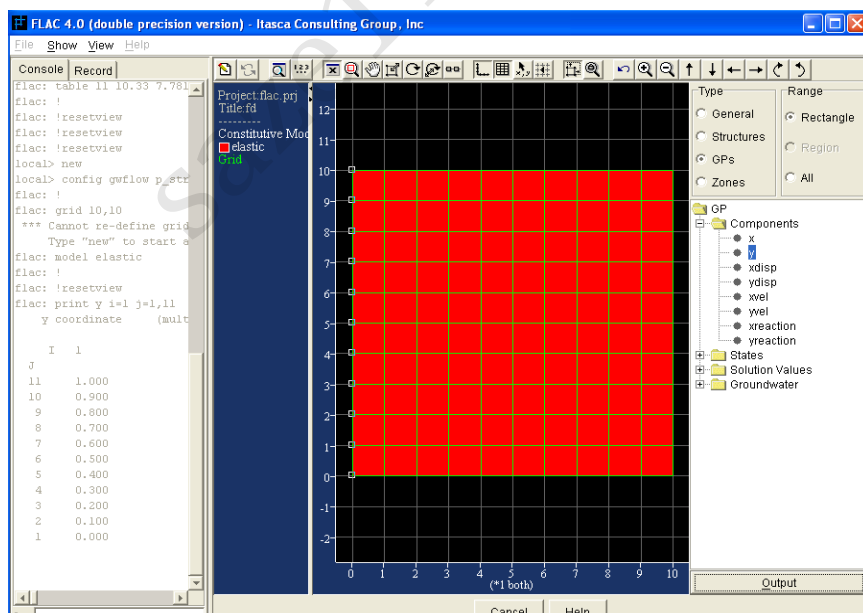 FLAC 4.0 (double precision version) - Itasca Consulting Group, Inc
File Show View Help
Console Record
flac: table 11 10.33 7.781
flac: !
flac: !resetview
flac: !resetview
flac: !resetview
local> new
local> config gwflow p_str
flac: !
flac: grid 10,10
*** Cannot re-define grid
Type "new" to start a
flac: model elastic
flac: !
flac: !resetview
flac: print y i=1 j=1,11
y coordinate (mult
I 1
J
11 1.000
10 0.900
9 0.800
8 0.700
7 0.600
6 0.500
5 0.400
4 0.300
3 0.200
2 0.100
1 0.000
Project:flac.prj
Title:fd
---------
Constitutive Moc
elastic
Grid
12
11
10
9
8
7
6
5
4
3
2
1
0
-1
-2
0 1 2 3 4 5 6 7 8 9 10
(*1 both)
Type
General
Structures
GPs
Zones
Range
Rectangle
Region
All
GP
Components
x
y
xdisp
ydisp
xvel
yvel
xreaction
yreaction
States
Solution Values
Groundwater
Output
Cancel Help